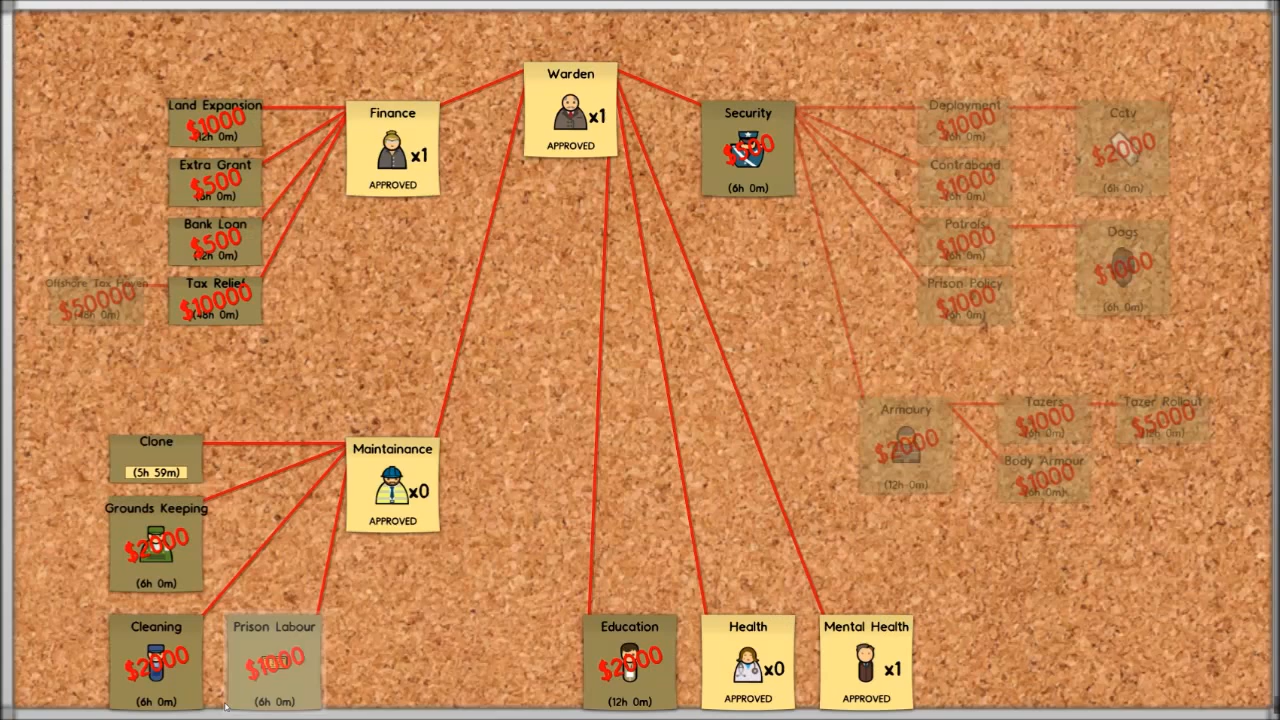 Warden
x1
APPROVED
Finance
x1
APPROVED
Land Expansion
$1000
(12h 0m)
Extra Grant
$500
(6h 0m)
Bank Loan
$500
(12h 0m)
Tax Relief
$10000
(48h 0m)
Offshore Tax Haven
$50000
Security
$500
(6h 0m)
Deployment
$1000
(6h 0m)
Contraband
$1000
(6h 0m)
Patrols
$1000
(6h 0m)
Prison Policy
$1000
(6h 0m)
Cctv
$2000
(6h 0m)
Dogs
$1000
(6h 0m)
Armoury
$2000
(12h 0m)
Tazers
$1000
(6h 0m)
Tazer Rollout
$5000
(12h 0m)
Body Armour
$1000
(6h 0m)
Maintainance
x0
APPROVED
Clone
(5h 59m)
Grounds Keeping
$2000
(6h 0m)
Cleaning
$2000
(6h 0m)
Prison Labour
$1000
(6h 0m)
Education
$2000
(12h 0m)
Health
x0
APPROVED
Mental Health
x1
APPROVED